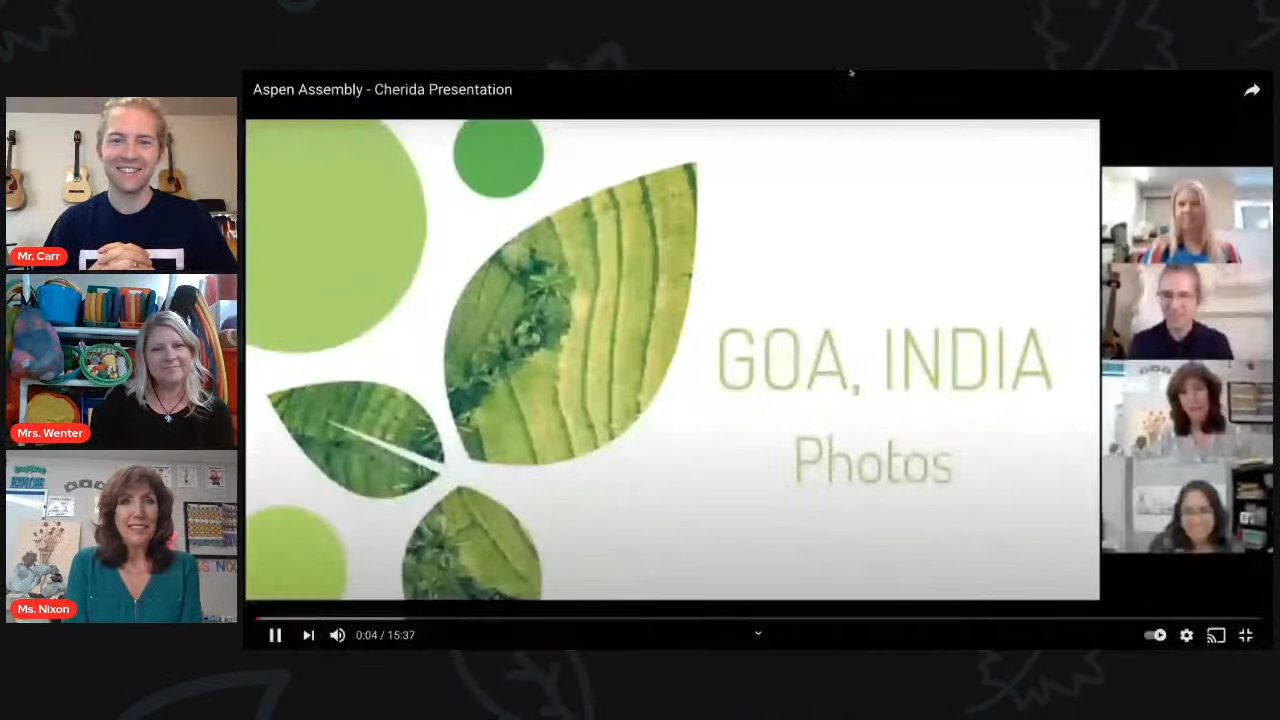 Aspen Assembly - Cherida Presentation
Mr. Carr
Mrs. Wenter
Ms. Nixon
GOA, INDIA
Photos
0:04 / 15:37